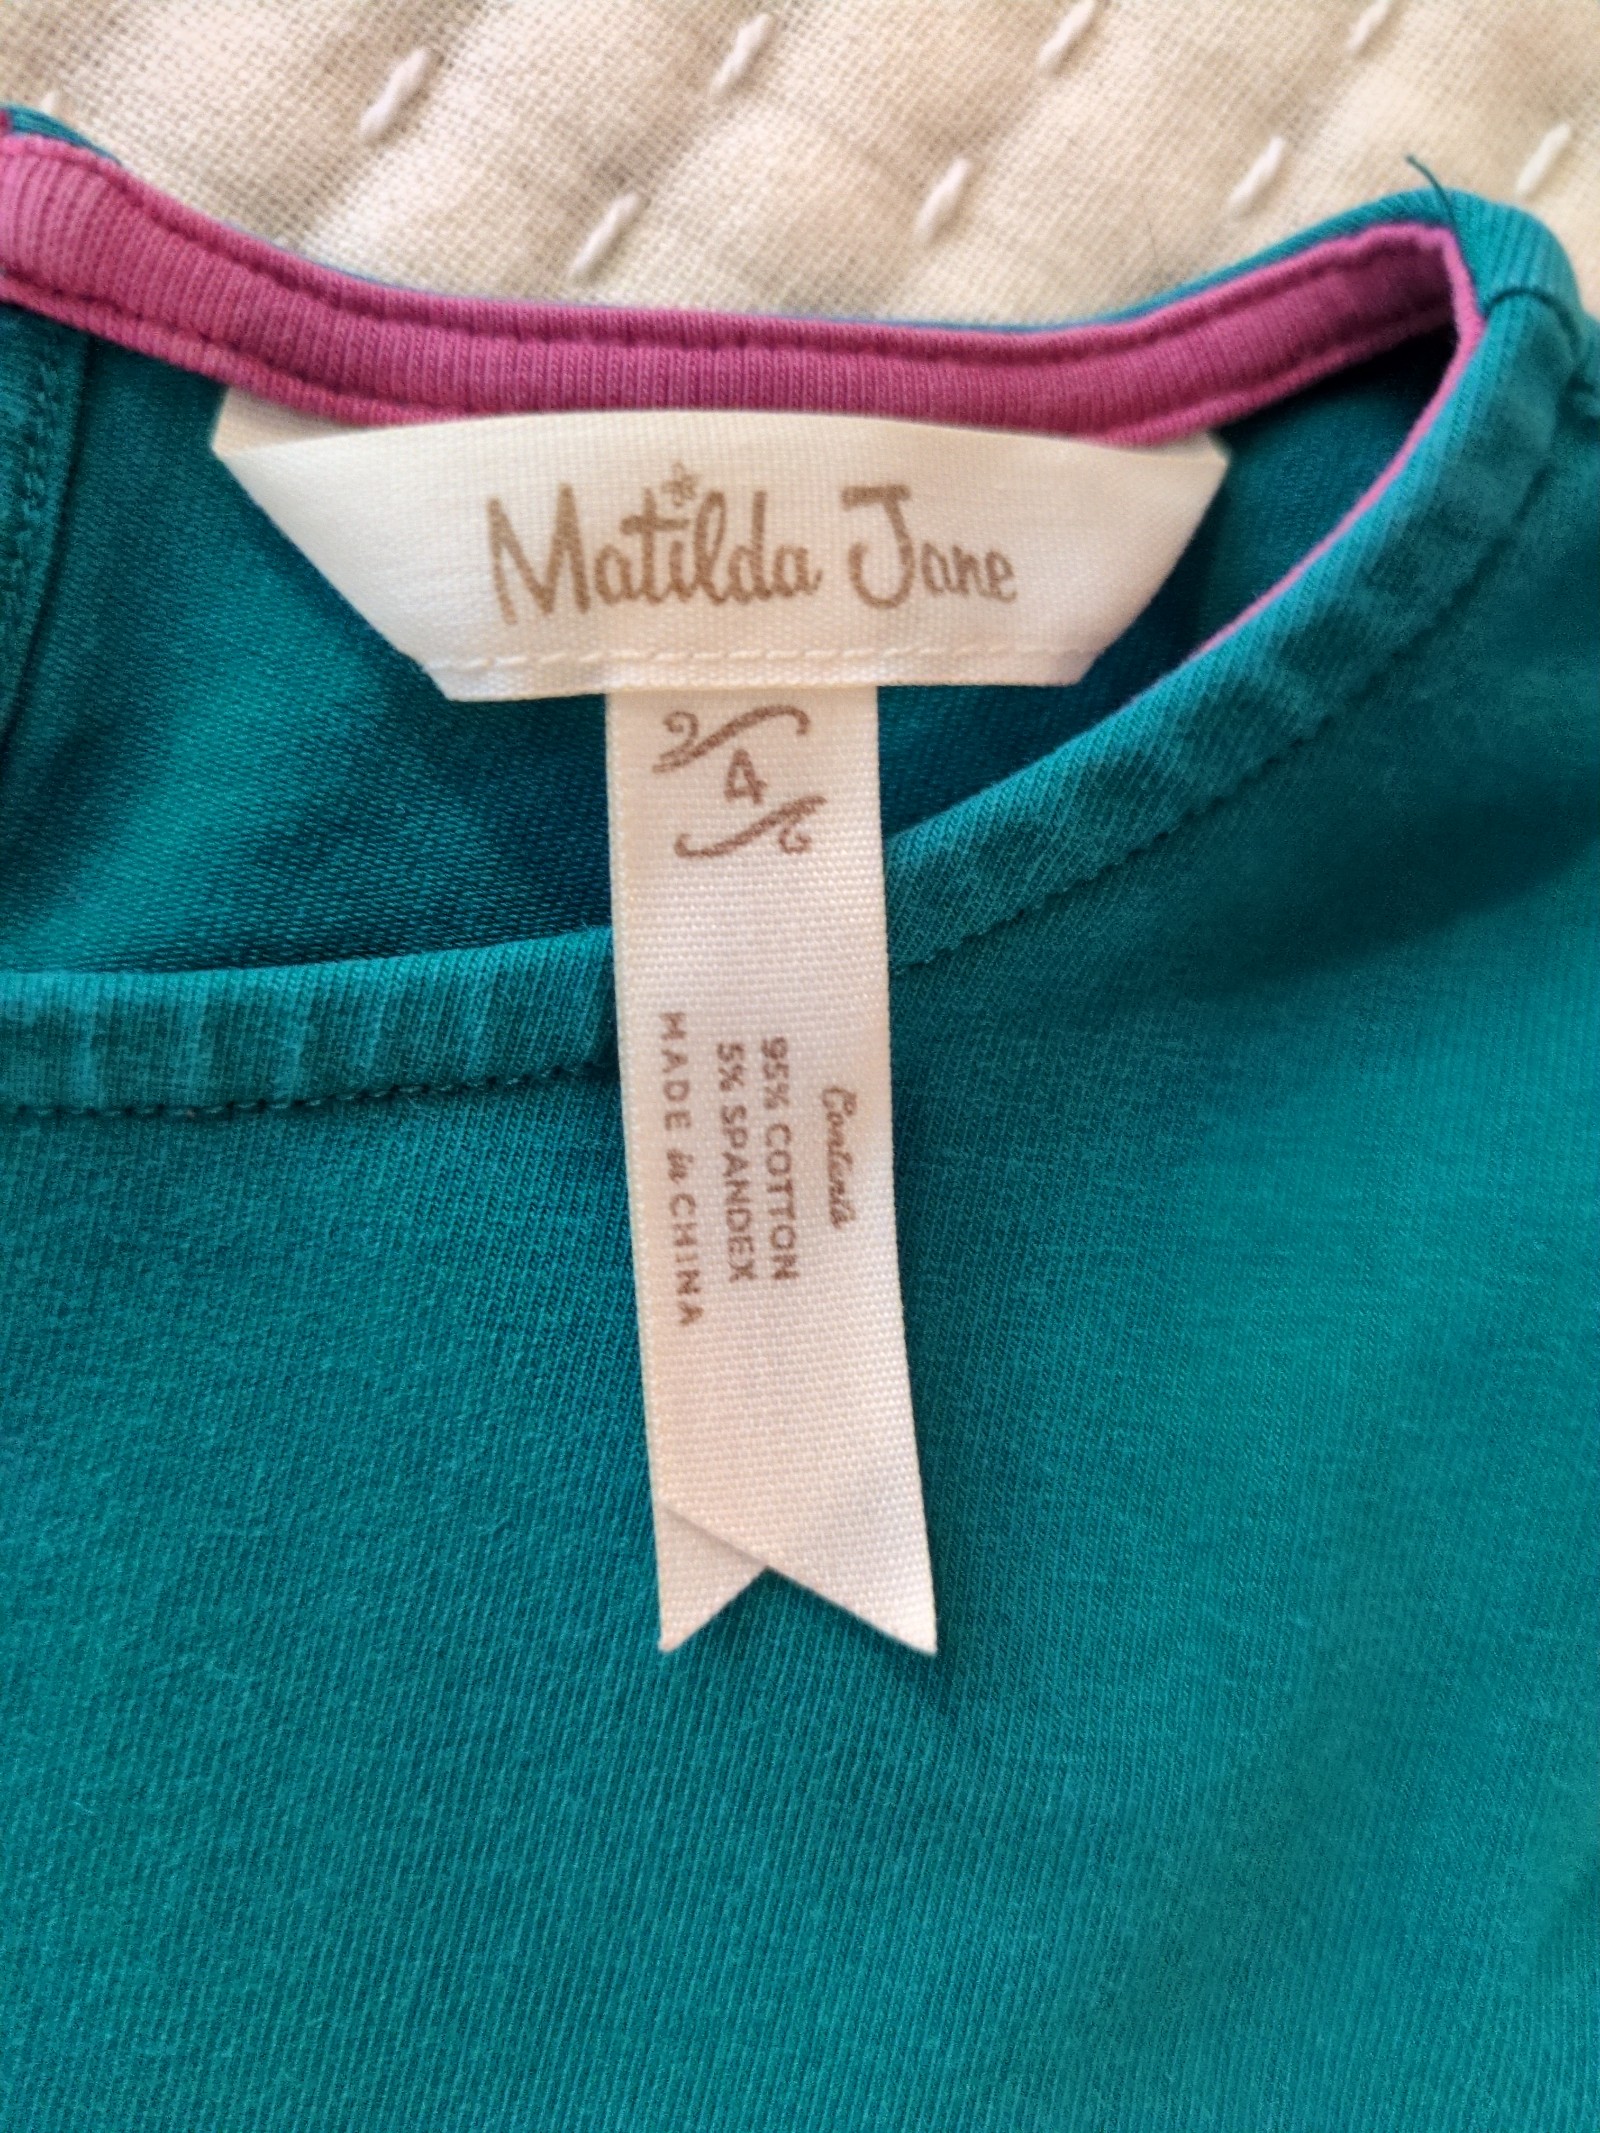 Matilda Jane
4
Contents
95% COTTON
5% SPANDEX
MADE in CHINA